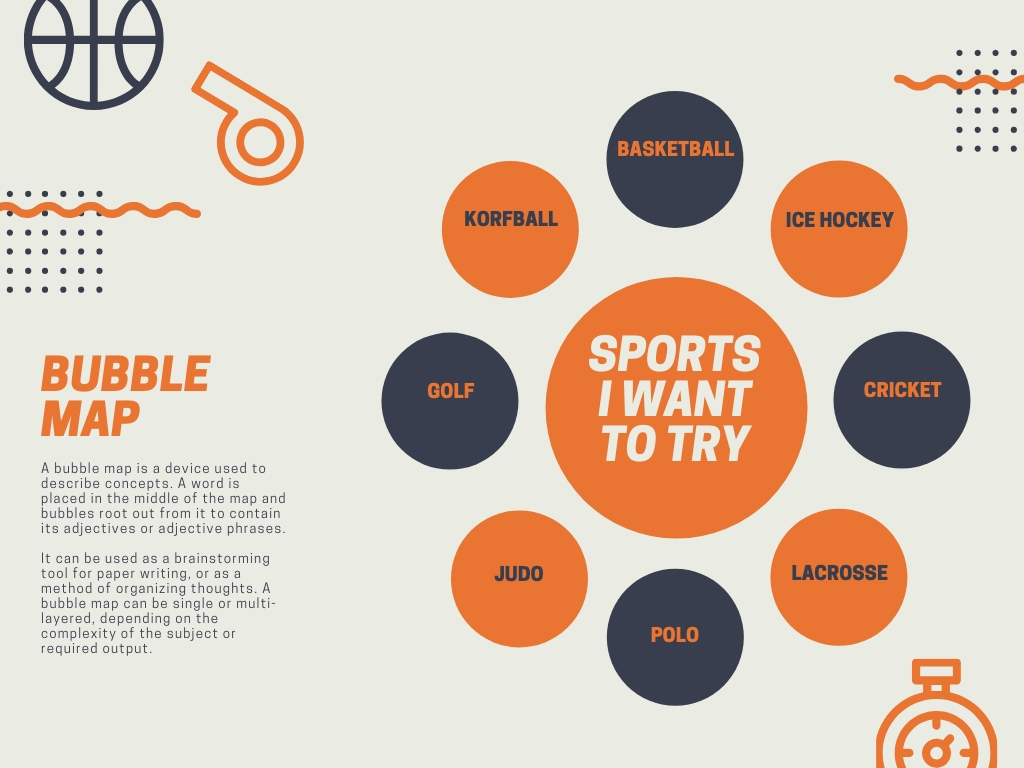 BUBBLE
MAP
A bubble map is a device used to
describe concepts. A word is
placed in the middle of the map and
bubbles root out from it to contain
its adjectives or adjective phrases.
It can be used as a brainstorming
tool for paper writing, or as a
method of organizing thoughts. A
bubble map can be single or multi-
layered, depending on the
complexity of the subject or
required output.
SPORTS
I WANT
TO TRY
BASKETBALL
ICE HOCKEY
CRICKET
LACROSSE
POLO
JUDO
GOLF
KORFBALL